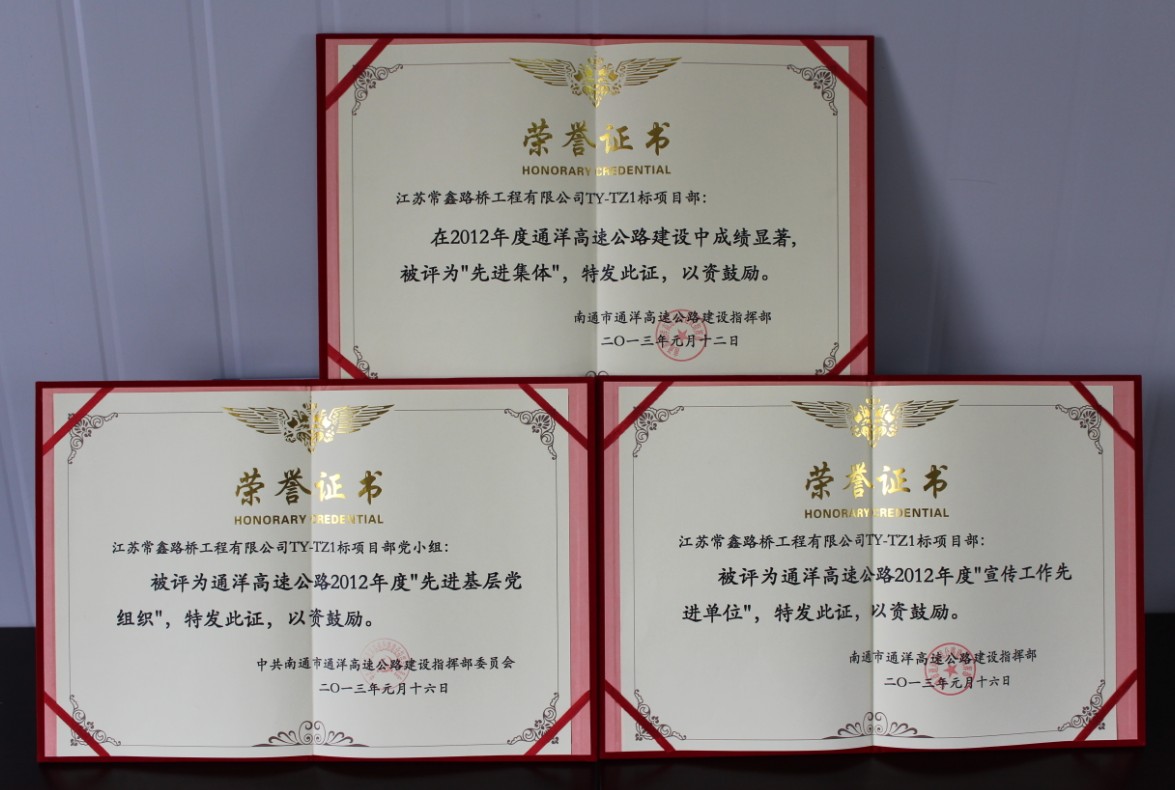 荣誉证书
HONORARY CREDENTIAL
江苏常鑫路桥工程有限公司TY-TZ1标项目部：
在2012年度通洋高速公路建设中成绩显著，
被评为"先进集体"，特发此证，以资鼓励。
南通市通洋高速公路建设指挥部
二〇一三年元月十二日
荣誉证书
HONORARY CREDENTIAL
江苏常鑫路桥工程有限公司TY-TZ1标项目部党小组：
被评为通洋高速公路2012年度"先进基层党
组织"，特发此证，以资鼓励。
中共南通市通洋高速公路建设指挥部委员会
二〇一三年元月十六日
荣誉证书
HONORARY CREDENTIAL
江苏常鑫路桥工程有限公司TY-TZ1标项目部：
被评为通洋高速公路2012年度"宣传工作先
进单位"，特发此证，以资鼓励。
南通市通洋高速公路建设指挥部
二〇一三年元月十六日